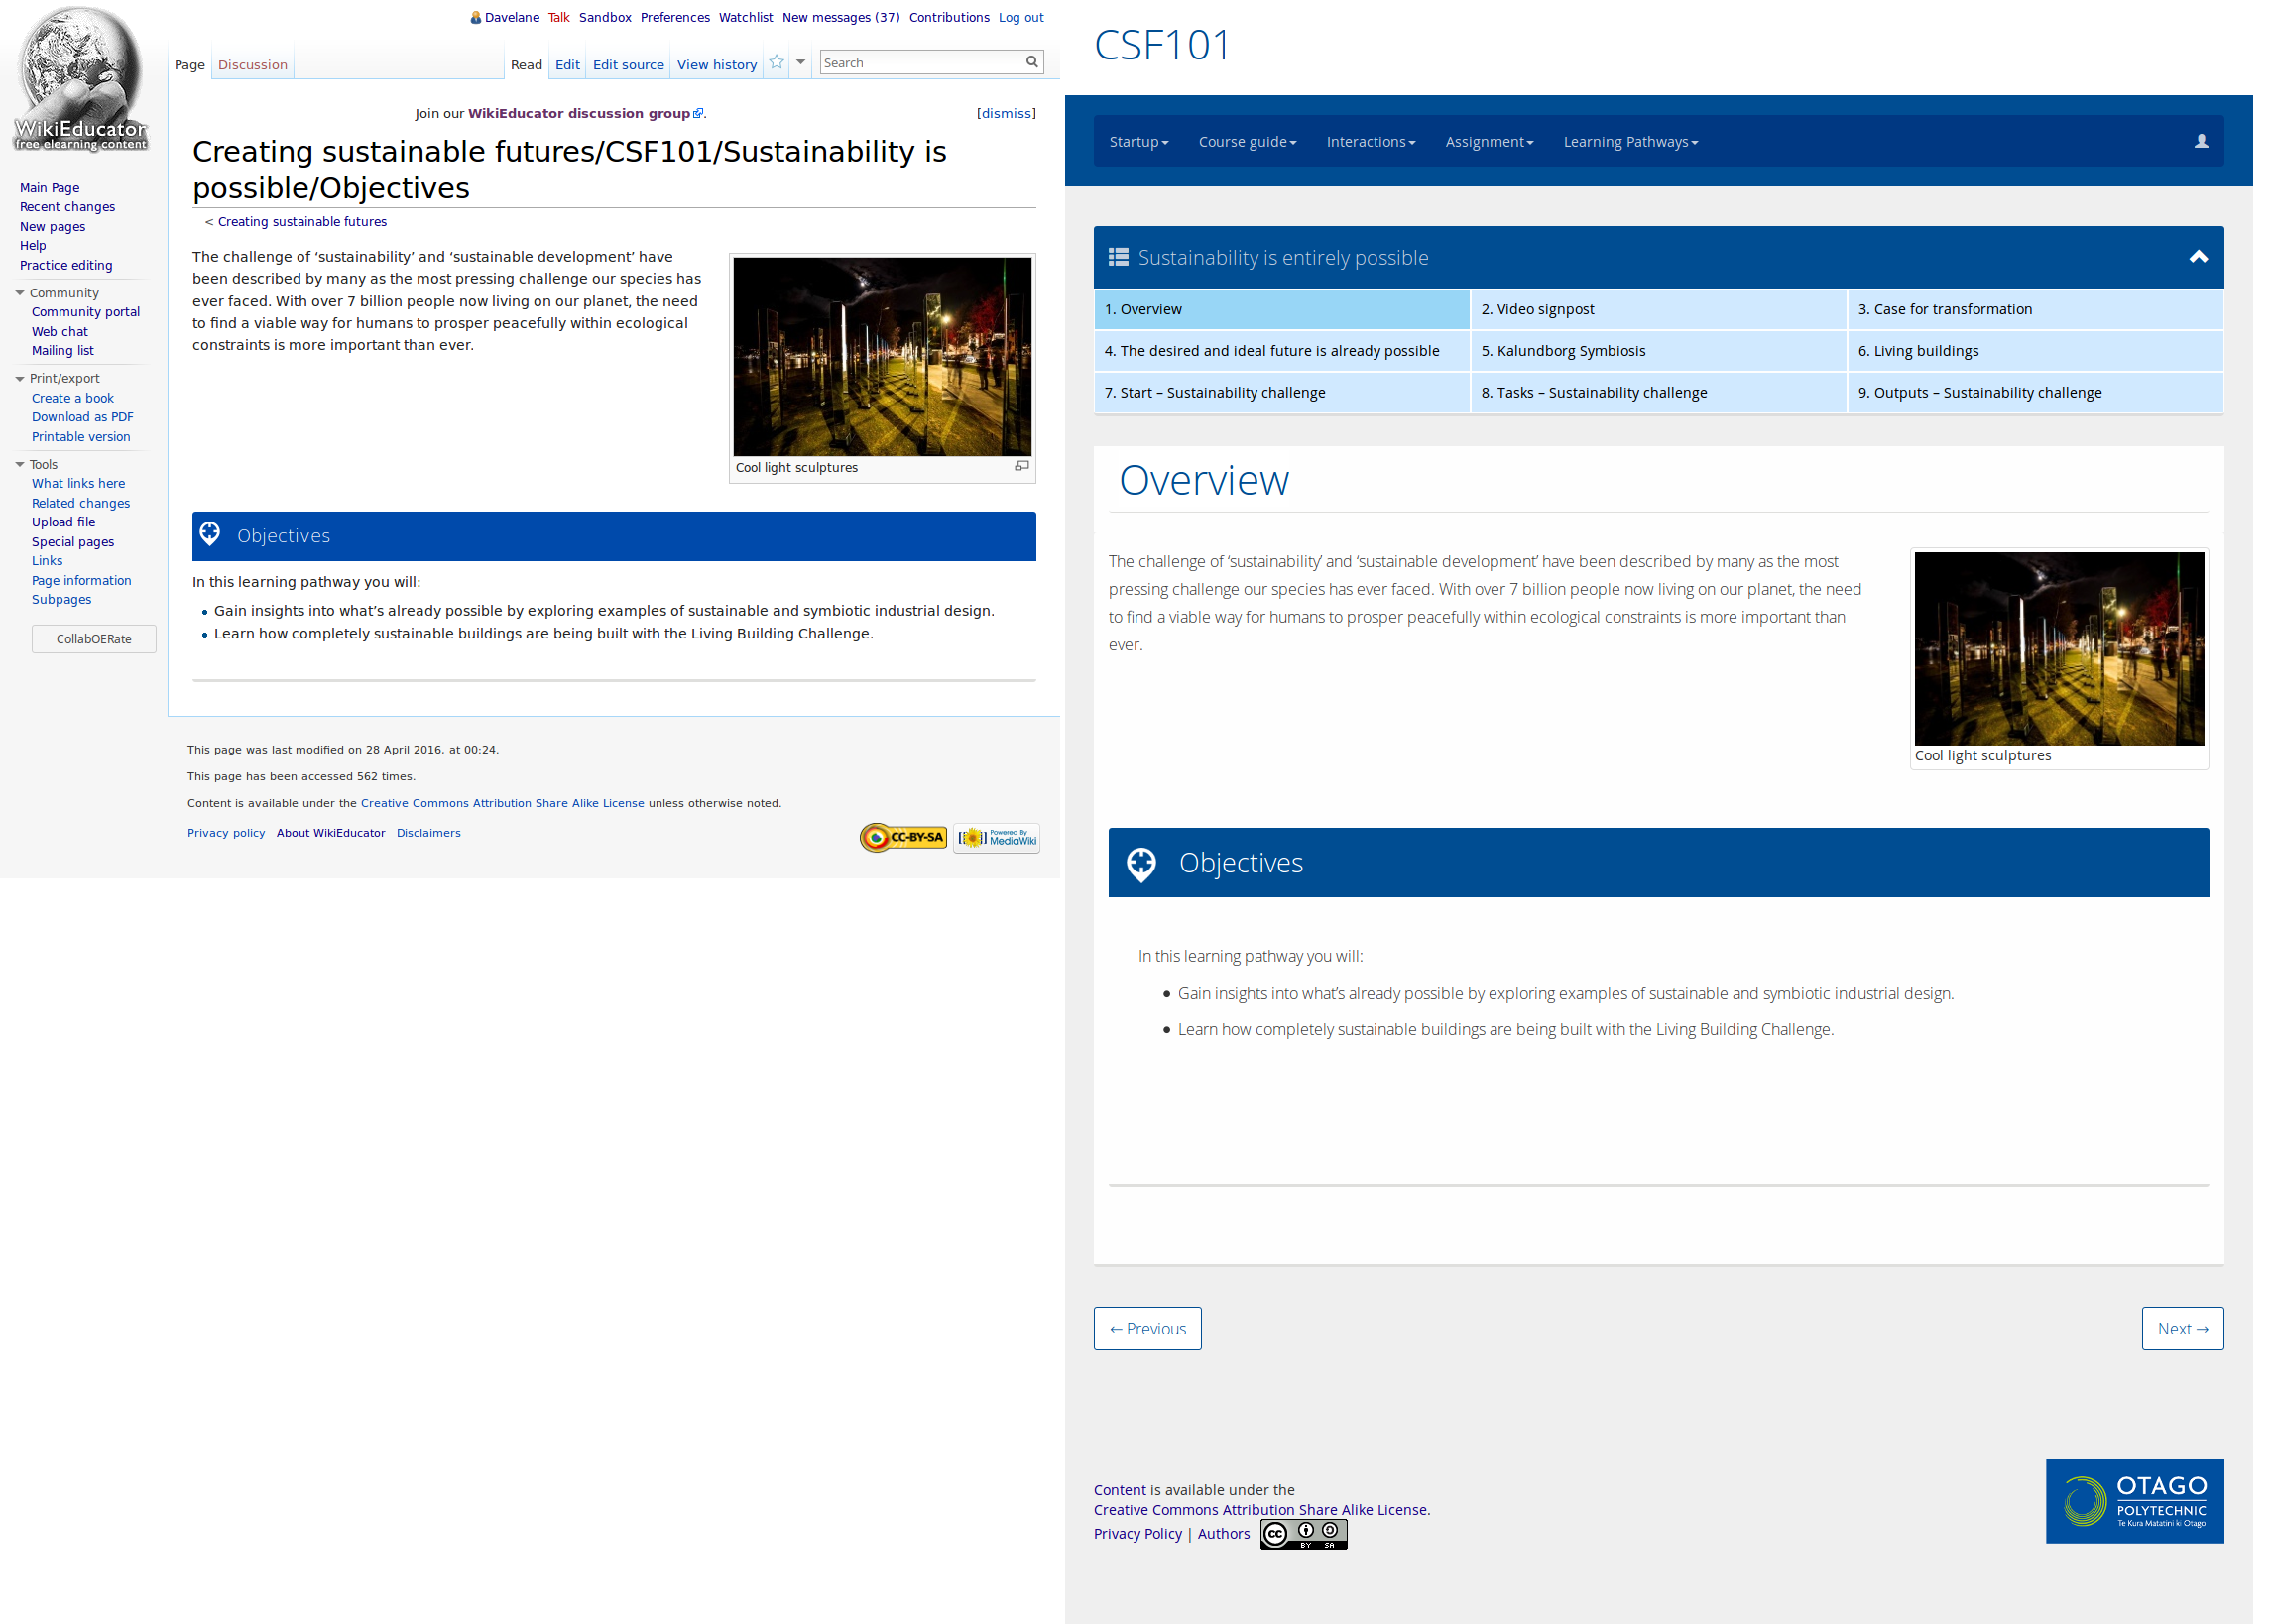 Davelane Talk Sandbox Preferences Watchlist New messages (37) Contributions Log out
Page Discussion Read Edit Edit source View history Search
WikiEducator
free elearning content
Main Page
Recent changes
New pages
Help
Practice editing
Community
Community portal
Web chat
Mailing list
Print/export
Create a book
Download as PDF
Printable version
Tools
What links here
Related changes
Upload file
Special pages
Links
Page information
Subpages
CollabOERate
Join our WikiEducator discussion group. [dismiss]
Creating sustainable futures/CSF101/Sustainability is
possible/Objectives
< Creating sustainable futures
The challenge of ‘sustainability’ and ‘sustainable development’ have
been described by many as the most pressing challenge our species has
ever faced. With over 7 billion people now living on our planet, the need
to find a viable way for humans to prosper peacefully within ecological
constraints is more important than ever.
Cool light sculptures
Objectives
In this learning pathway you will:
Gain insights into what’s already possible by exploring examples of sustainable and symbiotic industrial design.
Learn how completely sustainable buildings are being built with the Living Building Challenge.
This page was last modified on 28 April 2016, at 00:24.
This page has been accessed 562 times.
Content is available under the Creative Commons Attribution Share Alike License unless otherwise noted.
Privacy policy About WikiEducator Disclaimers
CC-BY-SA
Powered By
MediaWiki
CSF101
Startup Course guide Interactions Assignment Learning Pathways
Sustainability is entirely possible
1. Overview 2. Video signpost 3. Case for transformation
4. The desired and ideal future is already possible 5. Kalundborg Symbiosis 6. Living buildings
7. Start – Sustainability challenge 8. Tasks – Sustainability challenge 9. Outputs – Sustainability challenge
Overview
The challenge of ‘sustainability’ and ‘sustainable development’ have been described by many as the most
pressing challenge our species has ever faced. With over 7 billion people now living on our planet, the need
to find a viable way for humans to prosper peacefully within ecological constraints is more important than
ever.
Cool light sculptures
Objectives
In this learning pathway you will:
Gain insights into what’s already possible by exploring examples of sustainable and symbiotic industrial design.
Learn how completely sustainable buildings are being built with the Living Building Challenge.
← Previous Next →
Content is available under the
Creative Commons Attribution Share Alike License.
Privacy Policy | Authors
cc BY SA
OTAGO
POLYTECHNIC
Te Kura Matatini ki Otago